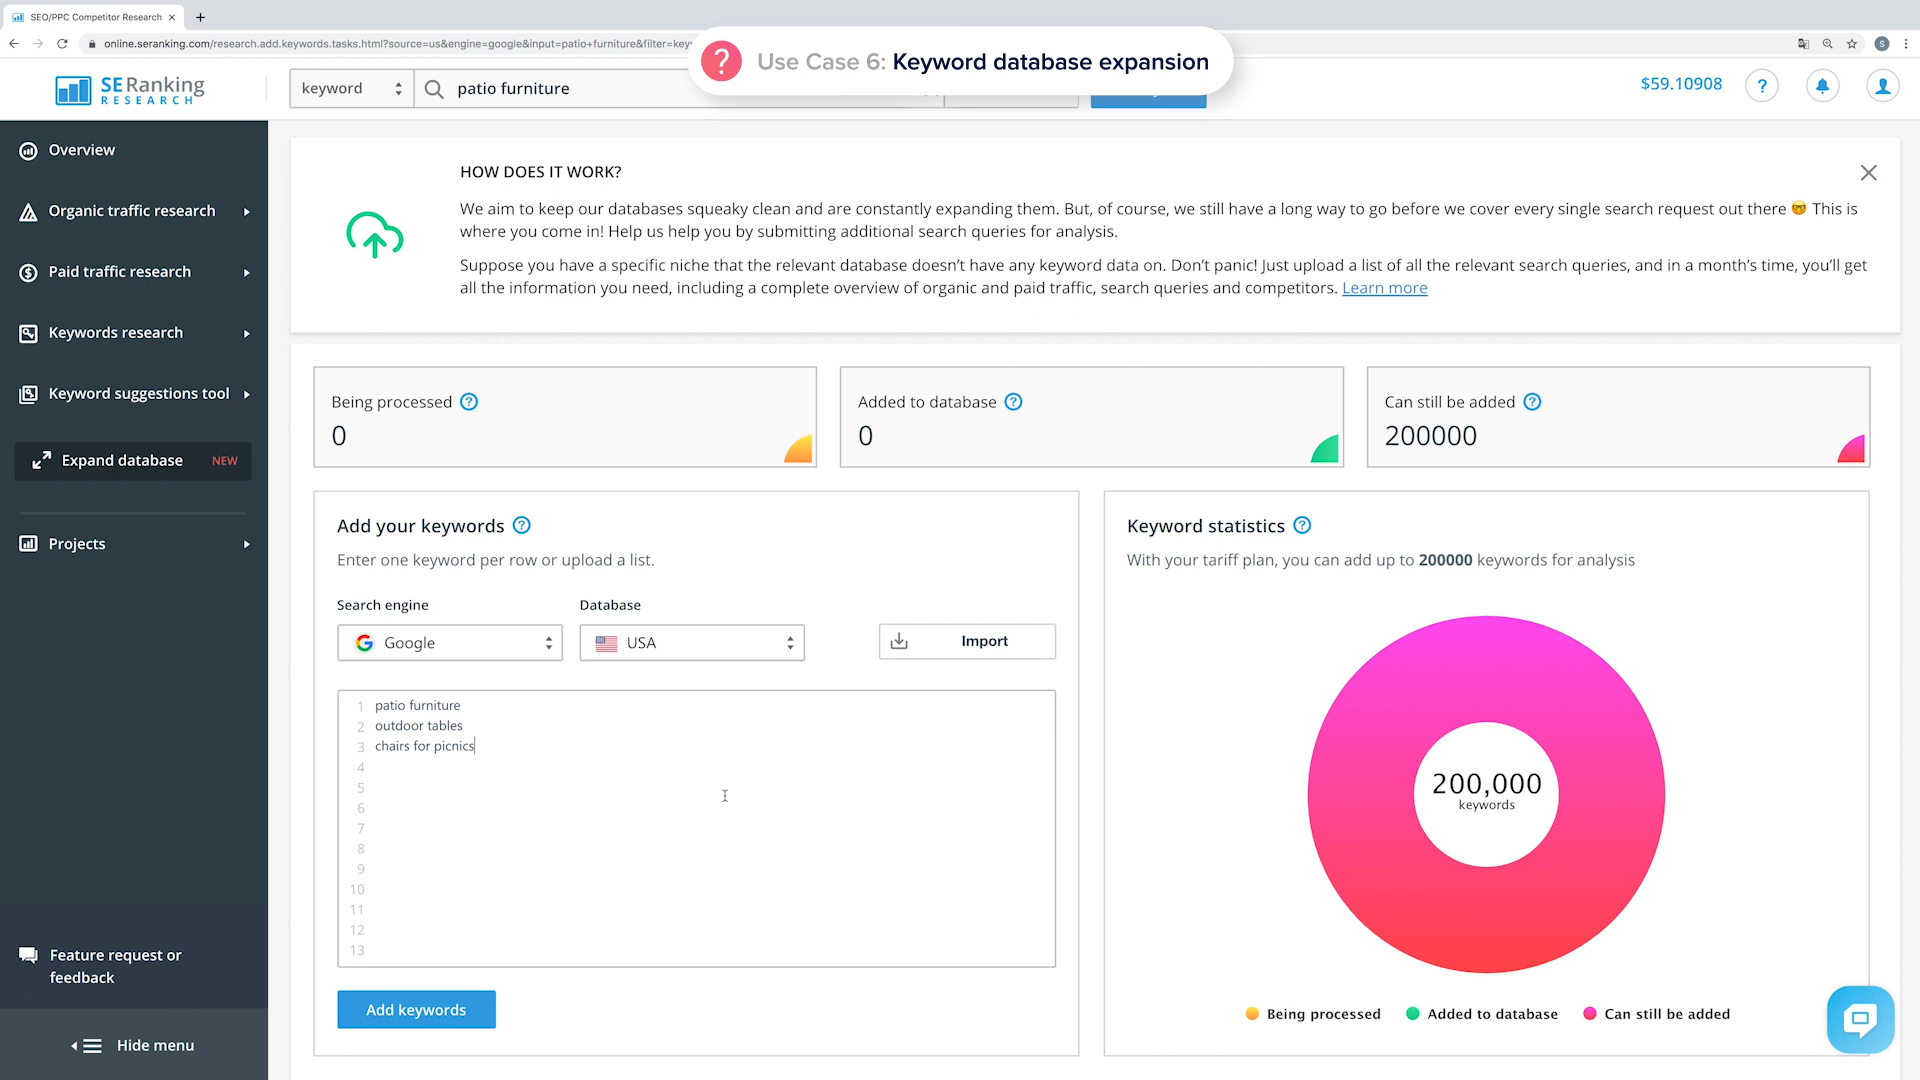 SEO/PPC Competitor Research
online.seranking.com/research.add.keywords.tasks.html?source=us&engine=google&input=patio+furniture&filter=key
? Use Case 6: Keyword database expansion
SE Ranking
RESEARCH
keyword
patio furniture
$59.10908
?
Overview
Organic traffic research
Paid traffic research
Keywords research
Keyword suggestions tool
Expand database NEW
Projects
Feature request or
feedback
Hide menu
HOW DOES IT WORK?
We aim to keep our databases squeaky clean and are constantly expanding them. But, of course, we still have a long way to go before we cover every single search request out there 🤓 This is
where you come in! Help us help you by submitting additional search queries for analysis.
Suppose you have a specific niche that the relevant database doesn’t have any keyword data on. Don’t panic! Just upload a list of all the relevant search queries, and in a month’s time, you’ll get
all the information you need, including a complete overview of organic and paid traffic, search queries and competitors. Learn more
Being processed ?
0
Added to database ?
0
Can still be added ?
200000
Add your keywords ?
Enter one keyword per row or upload a list.
Search engine
Database
Google
USA
Import
1 patio furniture
2 outdoor tables
3 chairs for picnics
4
5
6
7
8
9
10
11
12
13
Add keywords
Keyword statistics ?
With your tariff plan, you can add up to 200000 keywords for analysis
200,000
keywords
Being processed
Added to database
Can still be added
S